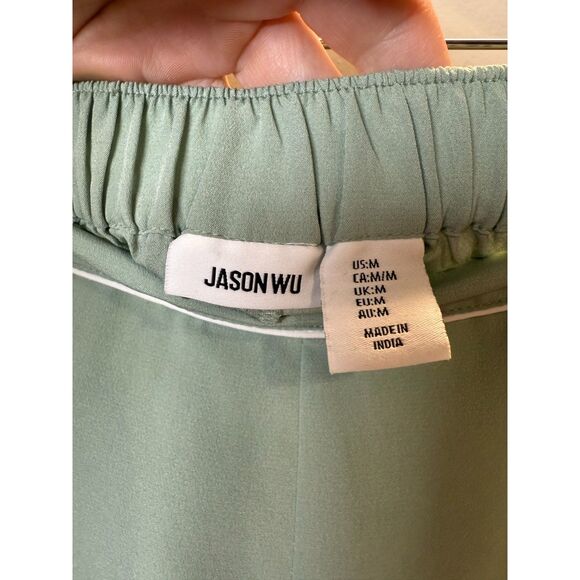 JASON WU
US:M
CA:M/M
UK:M
EU:M
AU:M
MADE IN
INDIA